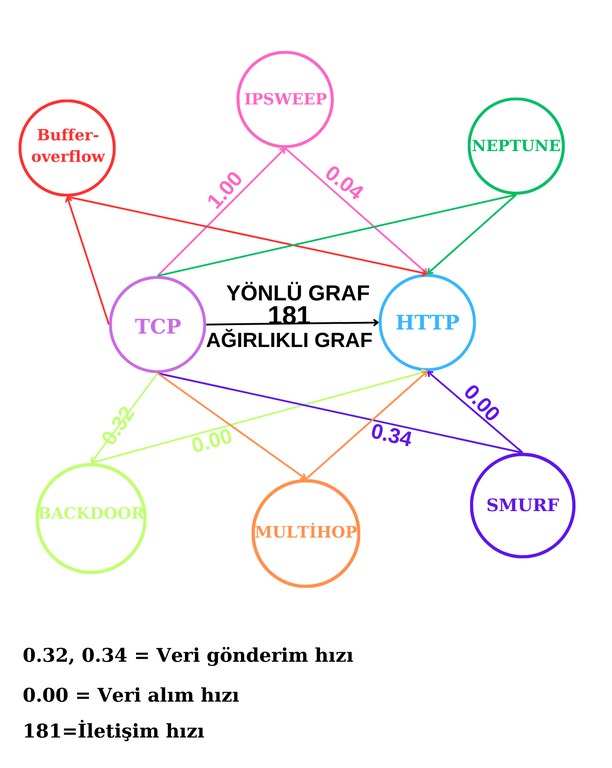 IPSWEEP
Buffer-
overflow
NEPTUNE
1.00
0.04
YÖNLÜ GRAF
181
AĞIRLIKLI GRAF
TCP
HTTP
0.32
0.00
0.34
0.00
BACKDOOR
MULTİHOP
SMURF
0.32, 0.34 = Veri gönderim hızı
0.00 = Veri alım hızı
181=İletişim hızı